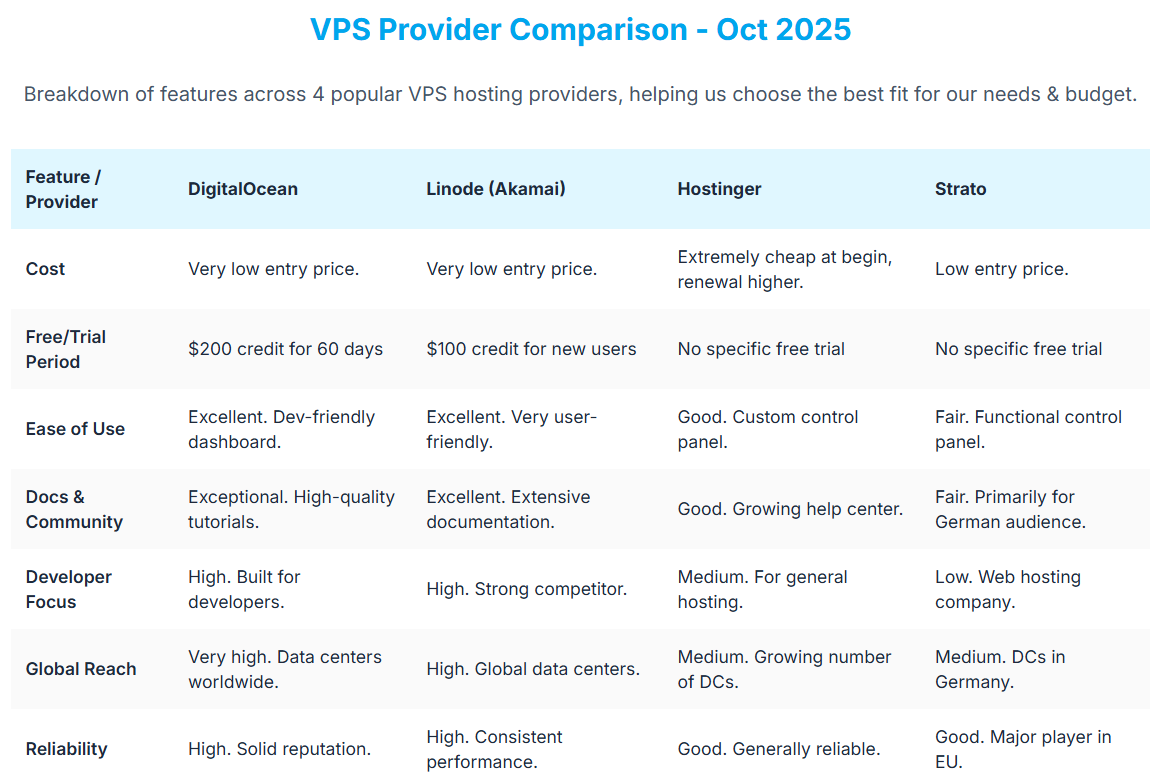 VPS Provider Comparison - Oct 2025
Breakdown of features across 4 popular VPS hosting providers, helping us choose the best fit for our needs & budget.
Feature /
Provider
DigitalOcean
Linode (Akamai)
Hostinger
Strato
Cost
Very low entry price.
Very low entry price.
Extremely cheap at begin,
renewal higher.
Low entry price.
Free/Trial
Period
$200 credit for 60 days
$100 credit for new users
No specific free trial
No specific free trial
Ease of Use
Excellent. Dev-friendly
dashboard.
Excellent. Very user-
friendly.
Good. Custom control
panel.
Fair. Functional control
panel.
Docs &
Community
Exceptional. High-quality
tutorials.
Excellent. Extensive
documentation.
Good. Growing help center.
Fair. Primarily for
German audience.
Developer
Focus
High. Built for
developers.
High. Strong competitor.
Medium. For general
hosting.
Low. Web hosting
company.
Global Reach
Very high. Data centers
worldwide.
High. Global data centers.
Medium. Growing number
of DCs.
Medium. DCs in
Germany.
Reliability
High. Solid reputation.
High. Consistent
performance.
Good. Generally reliable.
Good. Major player in
EU.